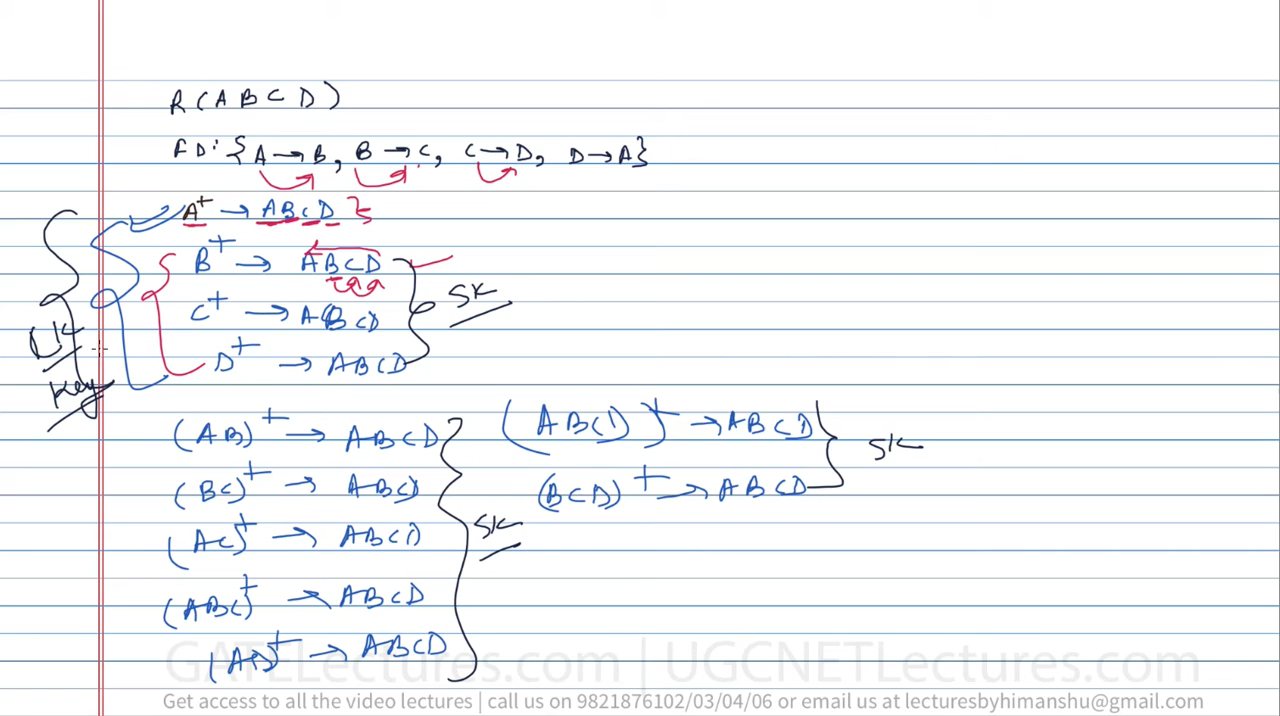 R(ABCD)
FD: {A→B, B→C, C→D, D→A}
A⁺ → ABCD
B⁺ → ABCD
C⁺ → ABCD
SK
D⁺ → ABCD
Key
(AB)⁺ → ABCD
(BC)⁺ → ABCD
(AC)⁺ → ABCD
(ABC)⁺ → ABCD
(AD)⁺ → ABCD
SK
(ABCD)⁺ → ABCD
(BCD)⁺ → ABCD
SK
GATELectures.com | UGCNETLectures.com
Get access to all the video lectures | call us on 9821876102/03/04/06 or email us at lecturesbyhimanshu@gmail.com